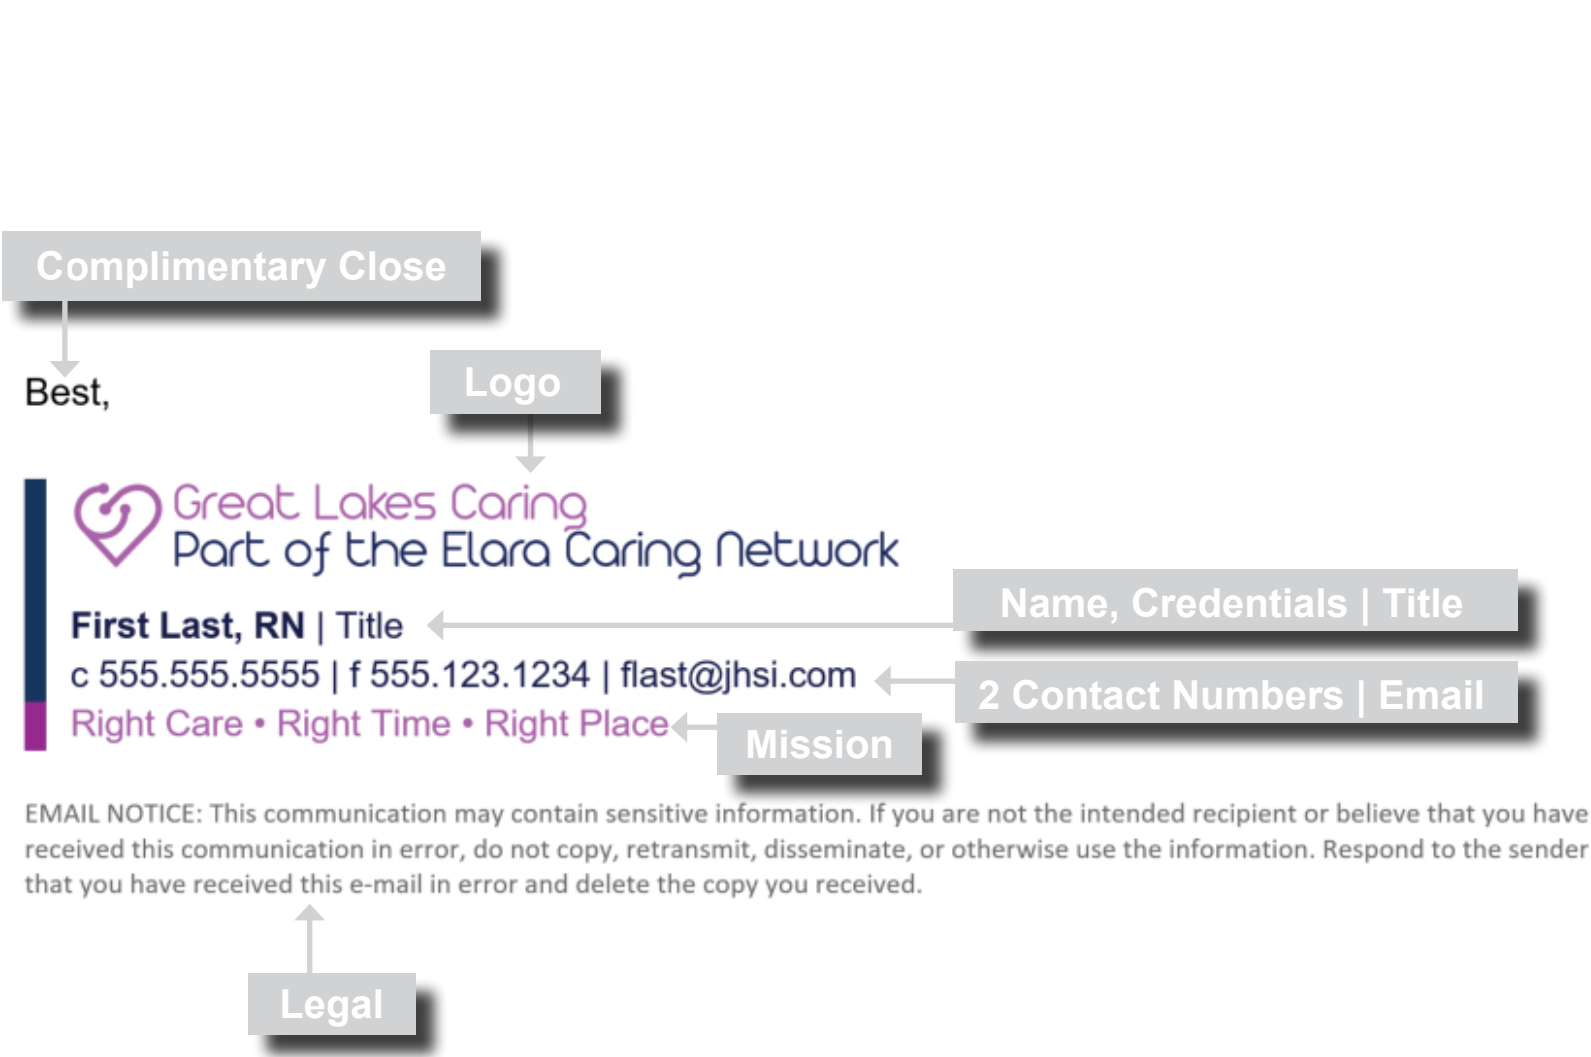 Complimentary Close
Logo
Best,
Great Lakes Caring
Part of the Elara Caring Network
Name, Credentials | Title
First Last, RN | Title
2 Contact Numbers | Email
c 555.555.5555 | f 555.123.1234 | flast@jhsi.com
Right Care • Right Time • Right Place
Mission
EMAIL NOTICE: This communication may contain sensitive information. If you are not the intended recipient or believe that you have
received this communication in error, do not copy, retransmit, disseminate, or otherwise use the information. Respond to the sender
that you have received this e-mail in error and delete the copy you received.
Legal